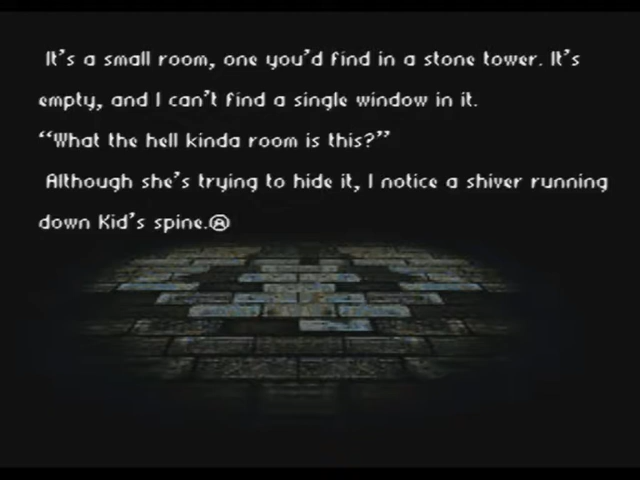 It's a small room, one you'd find in a stone tower. It's
empty, and I can't find a single window in it.
“What the hell kinda room is this?”
Although she's trying to hide it, I notice a shiver running
down Kid's spine.Ⓐ